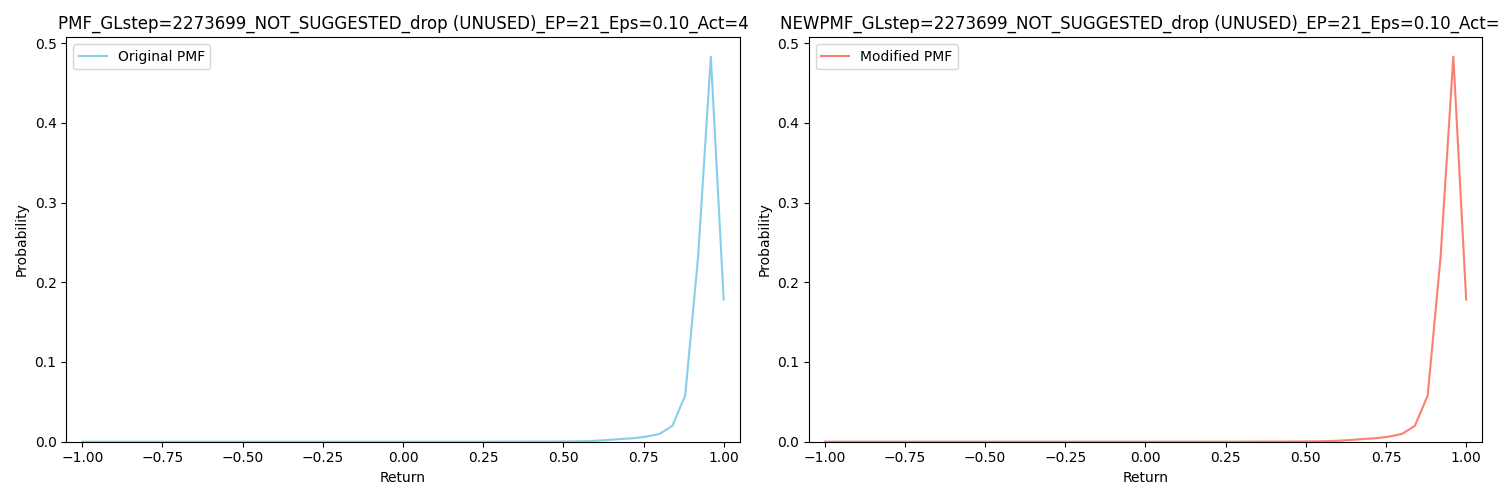 PMF_GLstep=2273699_NOT_SUGGESTED_drop (UNUSED)_EP=21_Eps=0.10_Act=4
Original PMF
Probability
0.5
0.4
0.3
0.2
0.1
0.0
−1.00 −0.75 −0.50 −0.25 0.00 0.25 0.50 0.75 1.00
Return
NEWPMF_GLstep=2273699_NOT_SUGGESTED_drop (UNUSED)_EP=21_Eps=0.10_Act=
Modified PMF
Probability
0.5
0.4
0.3
0.2
0.1
0.0
−1.00 −0.75 −0.50 −0.25 0.00 0.25 0.50 0.75 1.00
Return